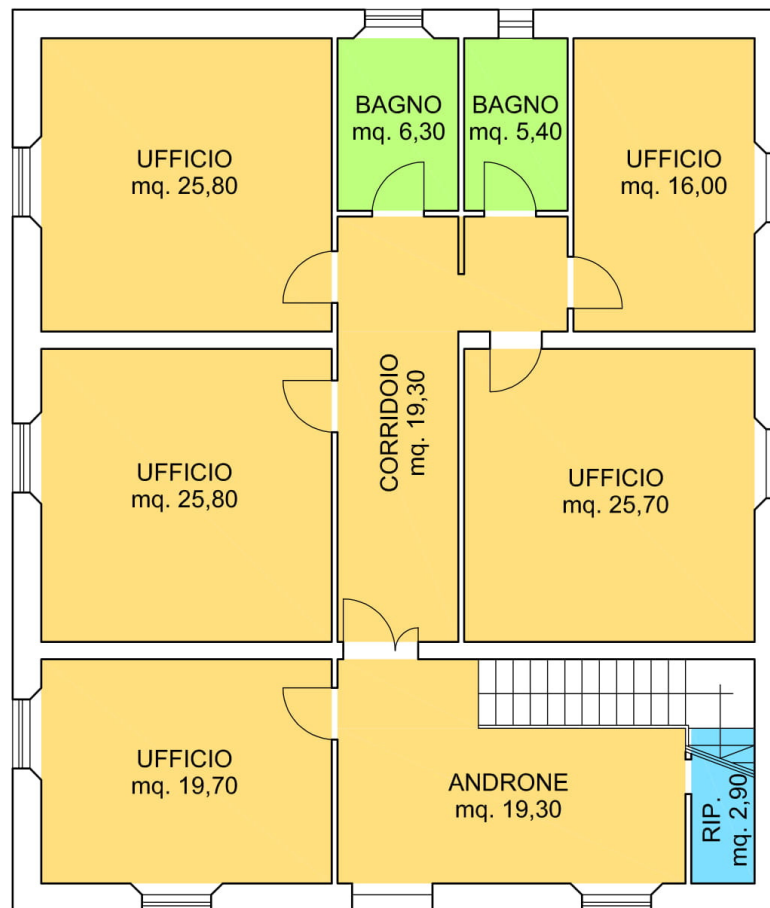 BAGNO
mq. 6,30
BAGNO
mq. 5,40
UFFICIO
mq. 25,80
UFFICIO
mq. 16,00
CORRIDOIO
mq. 19,30
UFFICIO
mq. 25,80
UFFICIO
mq. 25,70
UFFICIO
mq. 19,70
ANDRONE
mq. 19,30
RIP.
mq. 2,90